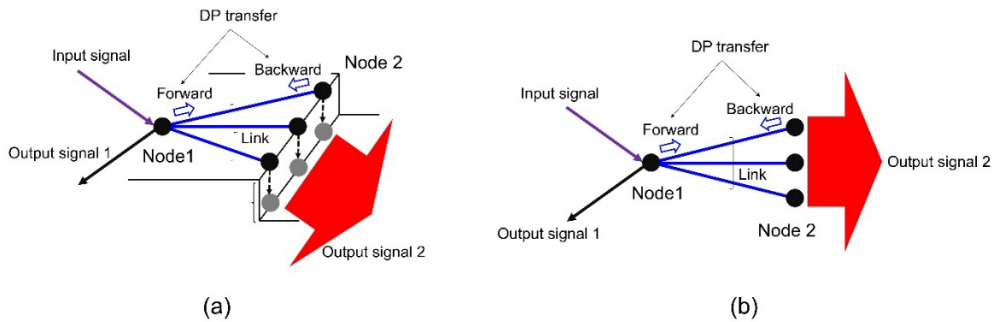 DP transfer
Node 2
Input signal
Backward
Forward
Link
Node1
Output signal 1
Output signal 2
(a)
DP transfer
Input signal
Backward
Forward
Link
Node1
Output signal 2
Output signal 1
Node 2
(b)